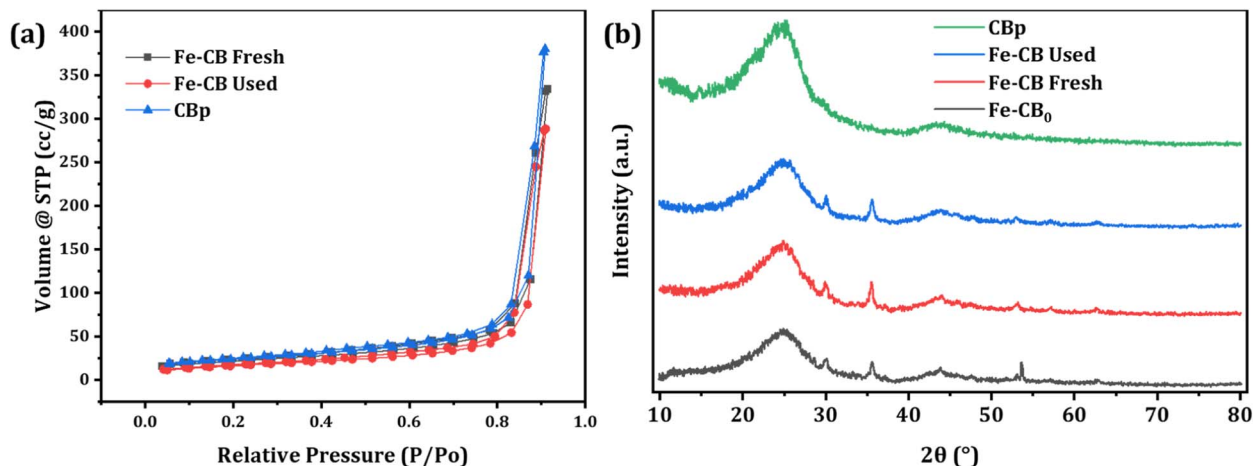 (a)
Volume @ STP (cc/g)
400
350
300
250
200
150
100
50
0
Fe-CB Fresh
Fe-CB Used
CBp
0.0 0.2 0.4 0.6 0.8 1.0
Relative Pressure (P/Po)
(b)
Intensity (a.u.)
CBp
Fe-CB Used
Fe-CB Fresh
Fe-CB₀
10 20 30 40 50 60 70 80
2θ (°)